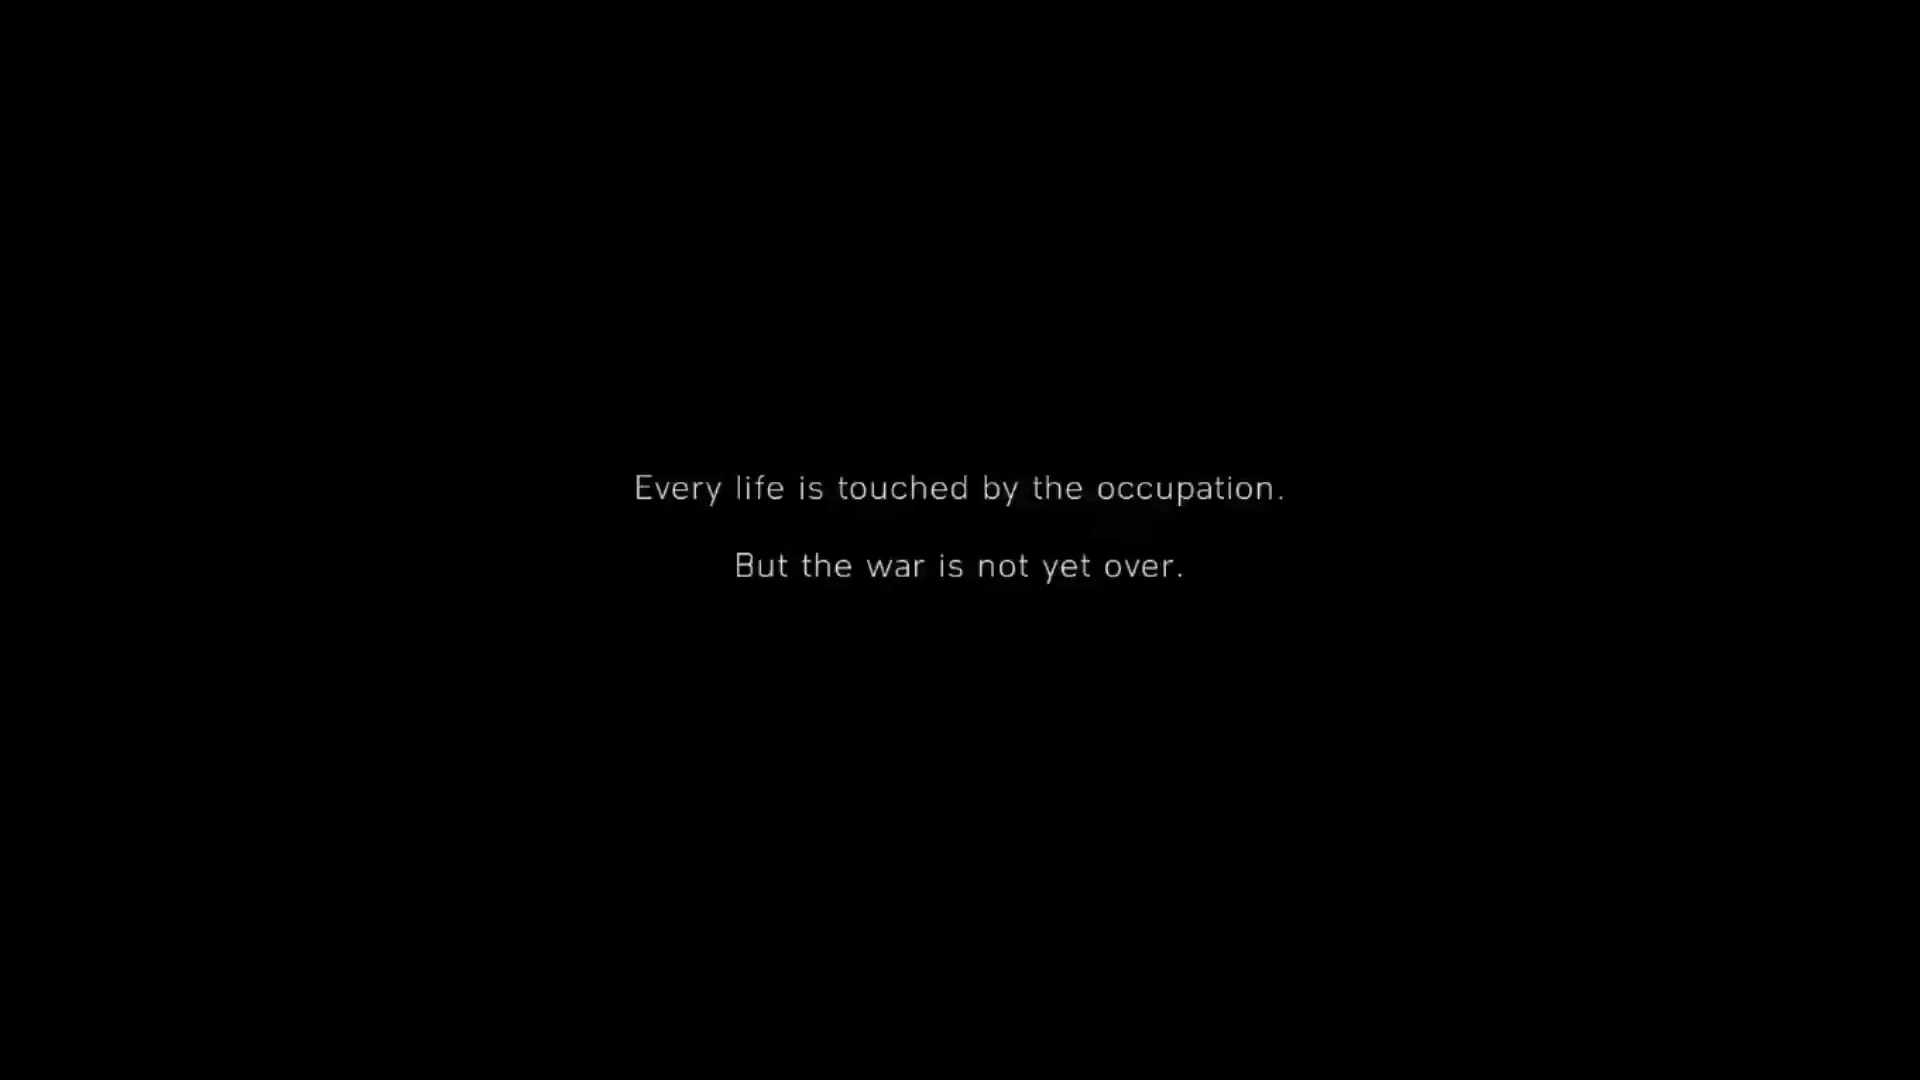 Every life is touched by the occupation.
But the war is not yet over.